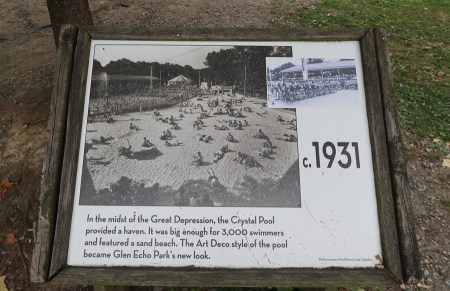 c. 1931
In the midst of the Great Depression, the Crystal Pool
provided a haven. It was big enough for 3,000 swimmers
and featured a sand beach. The Art Deco style of the pool
became Glen Echo Park's new look.